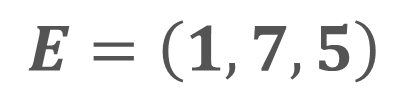 E = (1, 7, 5)